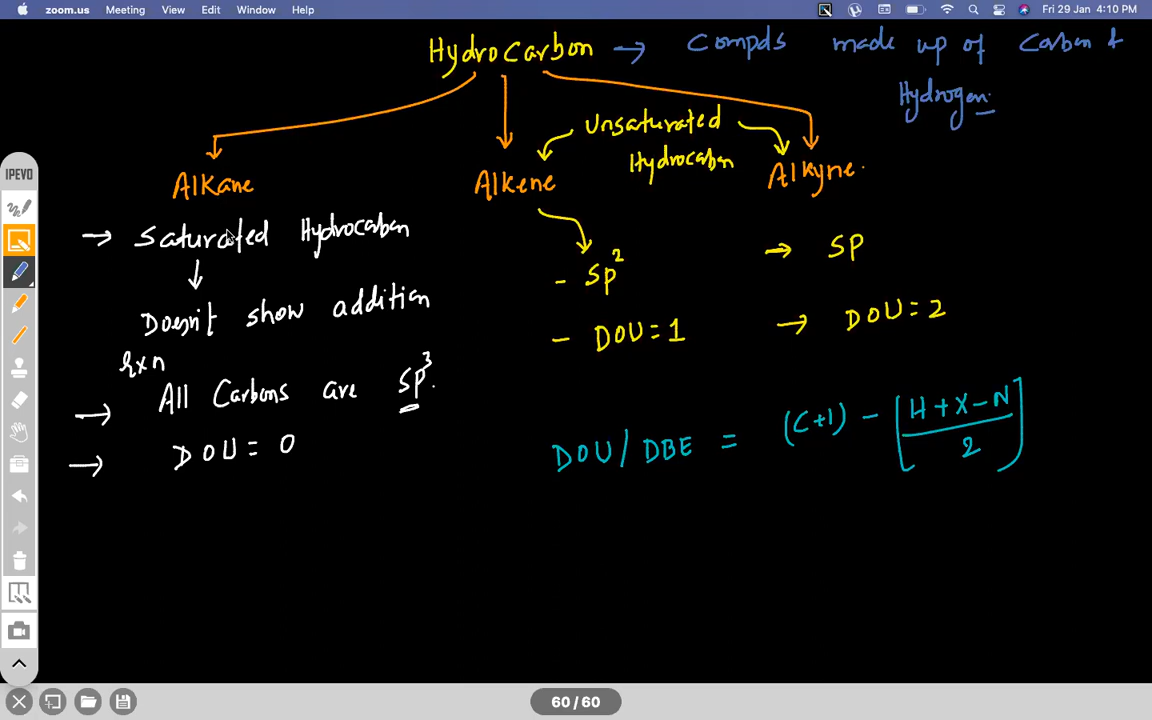 zoom.us Meeting View Edit Window Help Fri 29 Jan 4:10 PM
HydroCarbon → Compds made up of Carbon &
Hydrogen.
Unsaturated
Hydrocarbon
Alkane Alkene Alkyne.
→ Saturated Hydrocarbon
Doesn't show addition
rxn
→ All Carbons are SP³.
→ DOU = 0
- SP²
- DOU = 1
→ SP
→ DOU = 2
DOU / DBE = (C+1) - [H+X-N / 2]
IPEVO
60 / 60